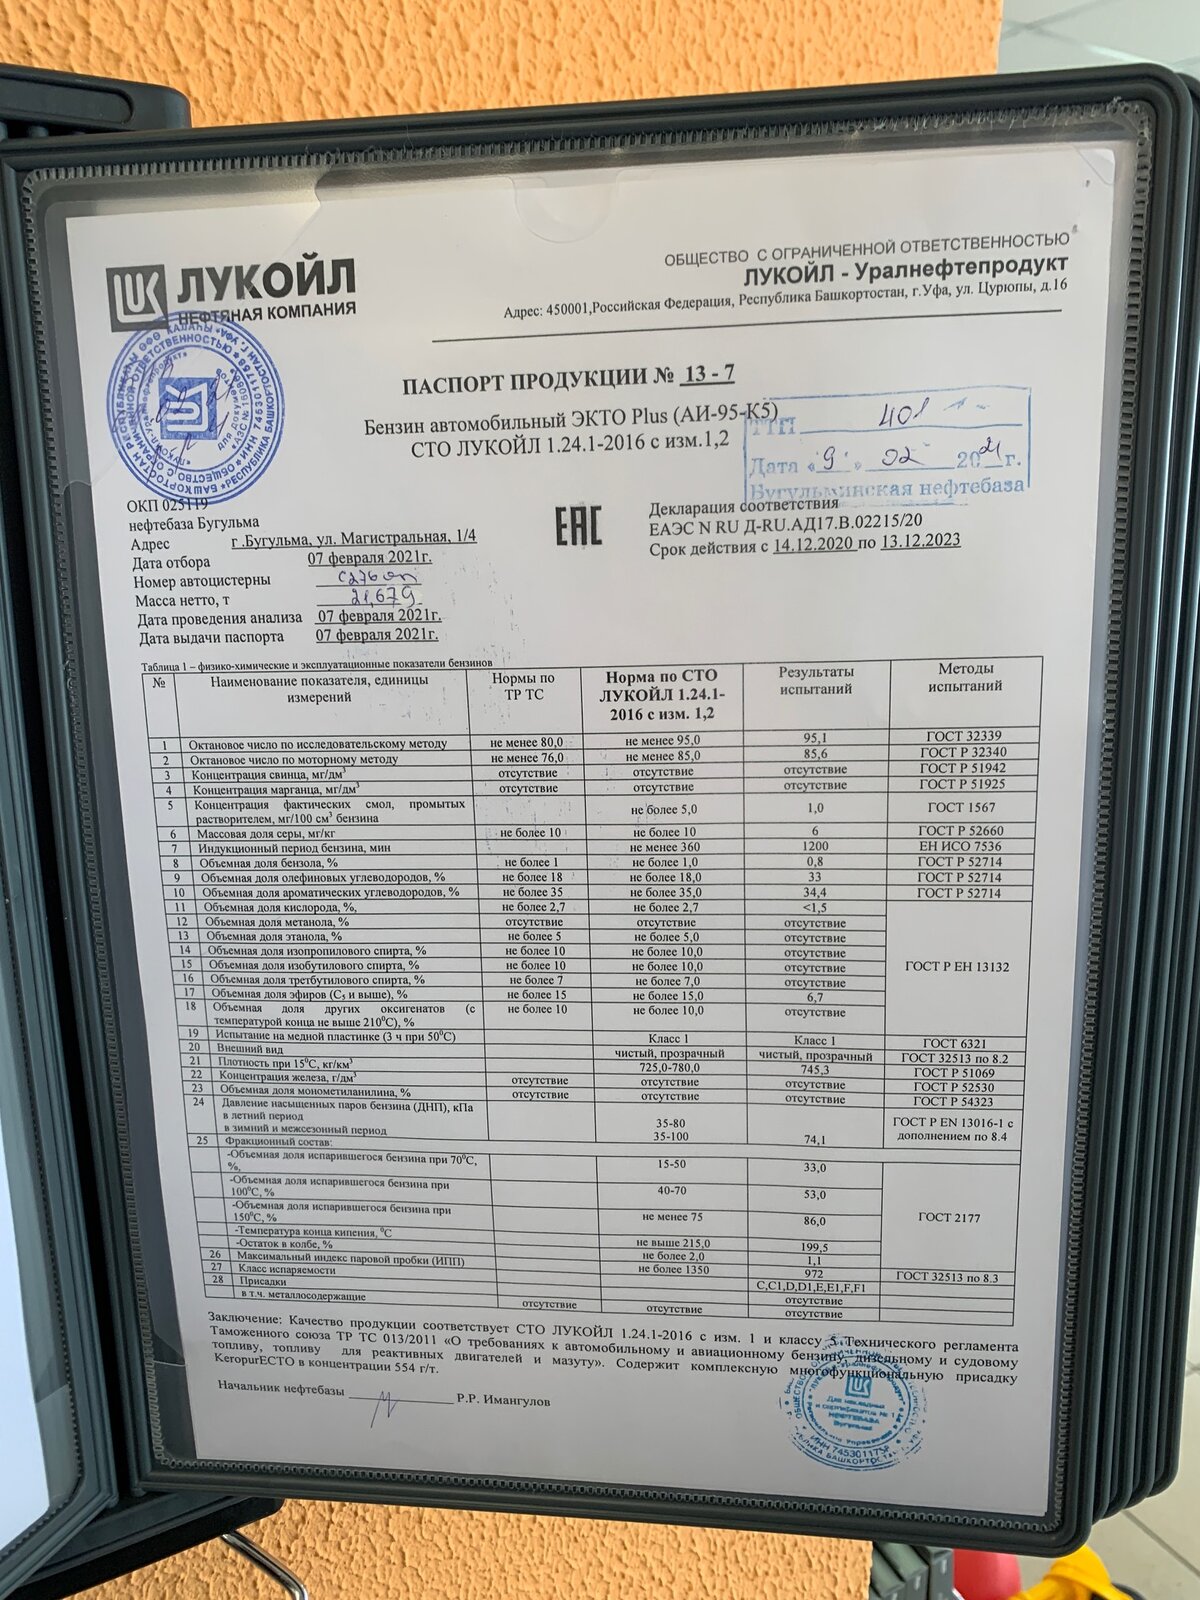 ЛУКОЙЛ
НЕФТЯНАЯ КОМПАНИЯ
ОБЩЕСТВО С ОГРАНИЧЕННОЙ ОТВЕТСТВЕННОСТЬЮ
ЛУКОЙЛ - Уралнефтепродукт
Адрес: 450001,Российская Федерация, Республика Башкортостан, г.Уфа, ул. Цурюпы, д.16
ПАСПОРТ ПРОДУКЦИИ № 13 - 7
Бензин автомобильный ЭКТО Plus (АИ-95-К5)
СТО ЛУКОЙЛ 1.24.1-2016 с изм.1,2
ТТП 401
Дата «9» 02 2021г.
Бугульминская нефтебаза
ОКП 025119
нефтебаза Бугульма
Адрес г .Бугульма, ул. Магистральная, 1/4
Дата отбора 07 февраля 2021г.
Номер автоцистерны с276оп
Масса нетто, т 21,679
Дата проведения анализа 07 февраля 2021г.
Дата выдачи паспорта 07 февраля 2021г.
ЕАС
Декларация соответствия
ЕАЭС N RU Д-RU.АД17.В.02215/20
Срок действия с 14.12.2020 по 13.12.2023
Таблица 1 – физико-химические и эксплуатационные показатели бензинов
№ Наименование показателя, единицы измерений Нормы по ТР ТС Норма по СТО ЛУКОЙЛ 1.24.1-2016 с изм. 1,2 Результаты испытаний Методы испытаний
1 Октановое число по исследовательскому методу не менее 80,0 не менее 95,0 95,1 ГОСТ 32339
2 Октановое число по моторному методу не менее 76,0 не менее 85,0 85,6 ГОСТ Р 32340
3 Концентрация свинца, мг/дм³ отсутствие отсутствие отсутствие ГОСТ Р 51942
4 Концентрация марганца, мг/дм³ отсутствие отсутствие отсутствие ГОСТ Р 51925
5 Концентрация фактических смол, промытых растворителем, мг/100 см³ бензина не более 5,0 1,0 ГОСТ 1567
6 Массовая доля серы, мг/кг не более 10 не более 10 6 ГОСТ Р 52660
7 Индукционный период бензина, мин не менее 360 1200 ЕН ИСО 7536
8 Объемная доля бензола, % не более 1 не более 1,0 0,8 ГОСТ Р 52714
9 Объемная доля олефиновых углеводородов, % не более 18 не более 18,0 33 ГОСТ Р 52714
10 Объемная доля ароматических углеводородов, % не более 35 не более 35,0 34,4 ГОСТ Р 52714
11 Объемная доля кислорода, %, не более 2,7 не более 2,7 <1,5 ГОСТ Р ЕН 13132
12 Объемная доля метанола, % отсутствие отсутствие отсутствие
13 Объемная доля этанола, % не более 5 не более 5,0 отсутствие
14 Объемная доля изопропилового спирта, % не более 10 не более 10,0 отсутствие
15 Объемная доля изобутилового спирта, % не более 10 не более 10,0 отсутствие
16 Объемная доля третбутилового спирта, % не более 7 не более 7,0 отсутствие
17 Объемная доля эфиров (С₅ и выше), % не более 15 не более 15,0 6,7
18 Объемная доля других оксигенатов (с температурой конца не выше 210⁰С), % не более 10 не более 10,0 отсутствие
19 Испытание на медной пластинке (3 ч при 50⁰С) Класс 1 Класс 1 ГОСТ 6321
20 Внешний вид чистый, прозрачный чистый, прозрачный ГОСТ 32513 по 8.2
21 Плотность при 15⁰С, кг/км³ 725,0-780,0 745,3 ГОСТ Р 51069
22 Концентрация железа, г/дм³ отсутствие отсутствие отсутствие ГОСТ Р 52530
23 Объемная доля монометиланилина, % отсутствие отсутствие отсутствие ГОСТ Р 54323
24 Давление насыщенных паров бензина (ДНП), кПа
в летний период 35-80 ГОСТ Р EN 13016-1 с
в зимний и межсезонный период 35-100 74,1 дополнением по 8.4
25 Фракционный состав:
-Объемная доля испарившегося бензина при 70⁰С, %, 15-50 33,0 ГОСТ 2177
-Объемная доля испарившегося бензина при 100⁰С, % 40-70 53,0
-Объемная доля испарившегося бензина при 150⁰С, % не менее 75 86,0
-Температура конца кипения, ⁰С не выше 215,0 199,5
-Остаток в колбе, % не более 2,0 1,1
26 Максимальный индекс паровой пробки (ИПП) не более 1350 972 ГОСТ 32513 по 8.3
27 Класс испаряемости C,C1,D,D1,E,E1,F,F1
28 Присадки отсутствие
в т.ч. металлосодержащие отсутствие отсутствие отсутствие
Заключение: Качество продукции соответствует СТО ЛУКОЙЛ 1.24.1-2016 с изм. 1 и классу 5 Технического регламента
Таможенного союза ТР ТС 013/2011 «О требованиях к автомобильному и авиационному бензину, дизельному и судовому
топливу, топливу для реактивных двигателей и мазуту». Содержит комплексную многофункциональную присадку
KeropurECTO в концентрации 554 г/т.
Начальник нефтебазы Р.Р. Имангулов